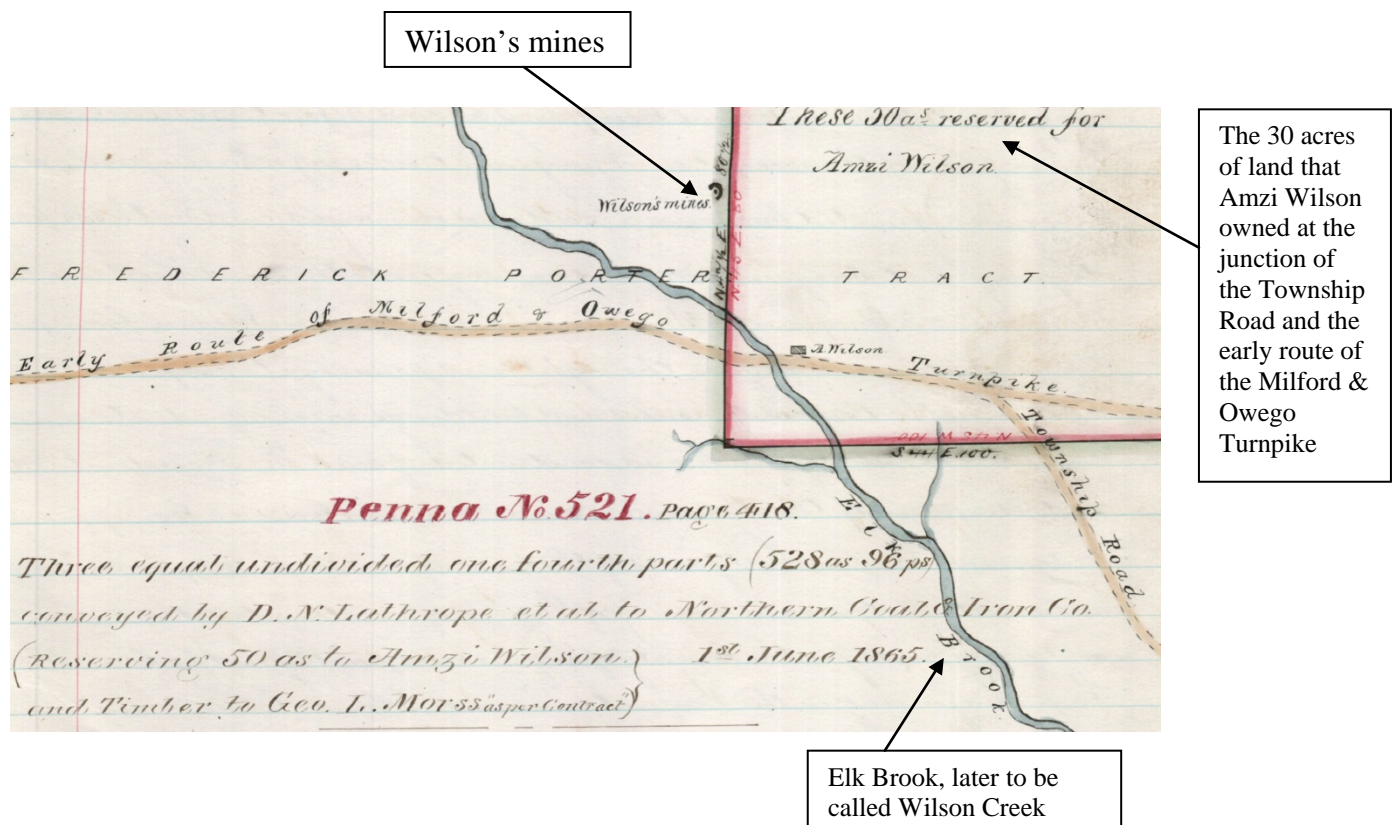 Wilson’s mines
These 50 as reserved for
Amzi Wilson.
The 30 acres
of land that
Amzi Wilson
owned at the
junction of
the Township
Road and the
early route of
the Milford &
Owego
Turnpike
Wilson's mines.
FREDERICK PORTER TRACT.
Early Route of Milford & Owego Turnpike.
A Wilson
Township Road
S E. 100.
Penna No. 521. Page 418.
Three equal undivided one fourth parts (528 as 96 ps)
conveyed by D. N. Lathrope et al to Northern Coal & Iron Co.
(Reserving 50 as to Amzi Wilson.) 1st June 1865.
and Timber to Geo. L. Morss "as per Contract")
Elk Brook
Elk Brook, later to be
called Wilson Creek